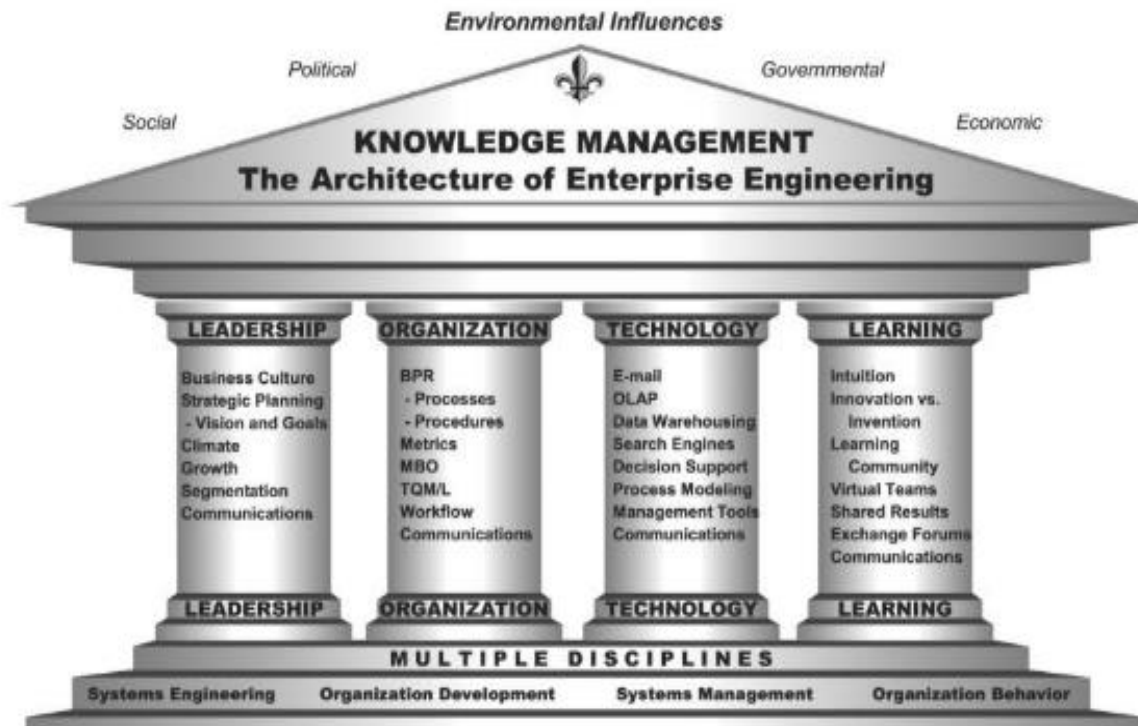 Environmental Influences
Political
Governmental
Social
Economic
KNOWLEDGE MANAGEMENT
The Architecture of Enterprise Engineering
LEADERSHIP
Business Culture
Strategic Planning
- Vision and Goals
Climate
Growth
Segmentation
Communications
LEADERSHIP
ORGANIZATION
BPR
- Processes
- Procedures
Metrics
MBO
TQM/L
Workflow
Communications
ORGANIZATION
TECHNOLOGY
E-mail
OLAP
Data Warehousing
Search Engines
Decision Support
Process Modeling
Management Tools
Communications
TECHNOLOGY
LEARNING
Intuition
Innovation vs.
Invention
Learning
Community
Virtual Teams
Shared Results
Exchange Forums
Communications
LEARNING
MULTIPLE DISCIPLINES
Systems Engineering Organization Development Systems Management Organization Behavior